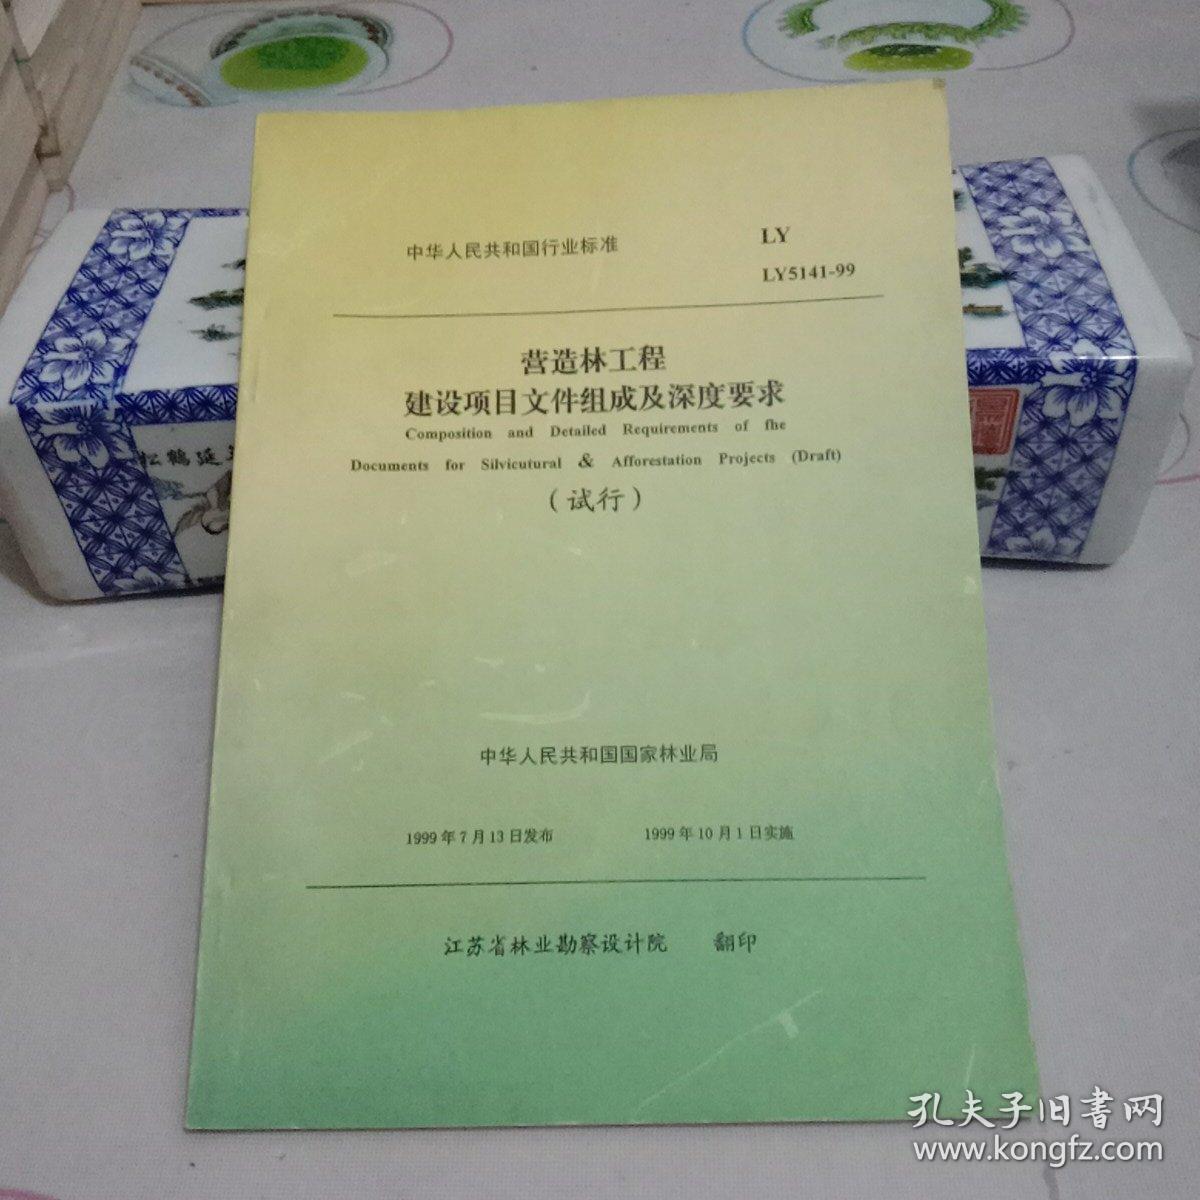 中华人民共和国行业标准
LY
LY5141-99
营造林工程
建设项目文件组成及深度要求
Composition and Detailed Requirements of fhe
Documents for Silvicutural & Afforestation Projects (Draft)
(试行)
中华人民共和国国家林业局
1999年7月13日发布 1999年10月1日实施
江苏省林业勘察设计院 翻印
松鶴延
孔夫子旧書网
www.kongfz.com